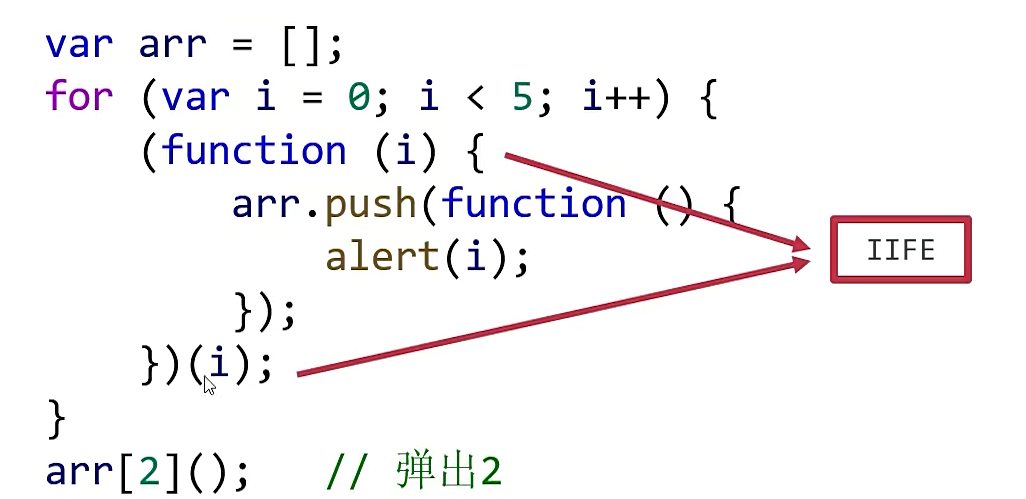 var arr = [];
for (var i = 0; i < 5; i++) {
    (function (i) {
        arr.push(function () {
            alert(i);
        });
    })(i);
}
arr[2]();   // 弹出2
IIFE